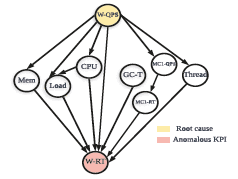 W-QPS
CPU
MC1-QPS
Mem
Load
GC-T
Thread
MC1-RT
Root cause
Anomalous KPI
W-RT